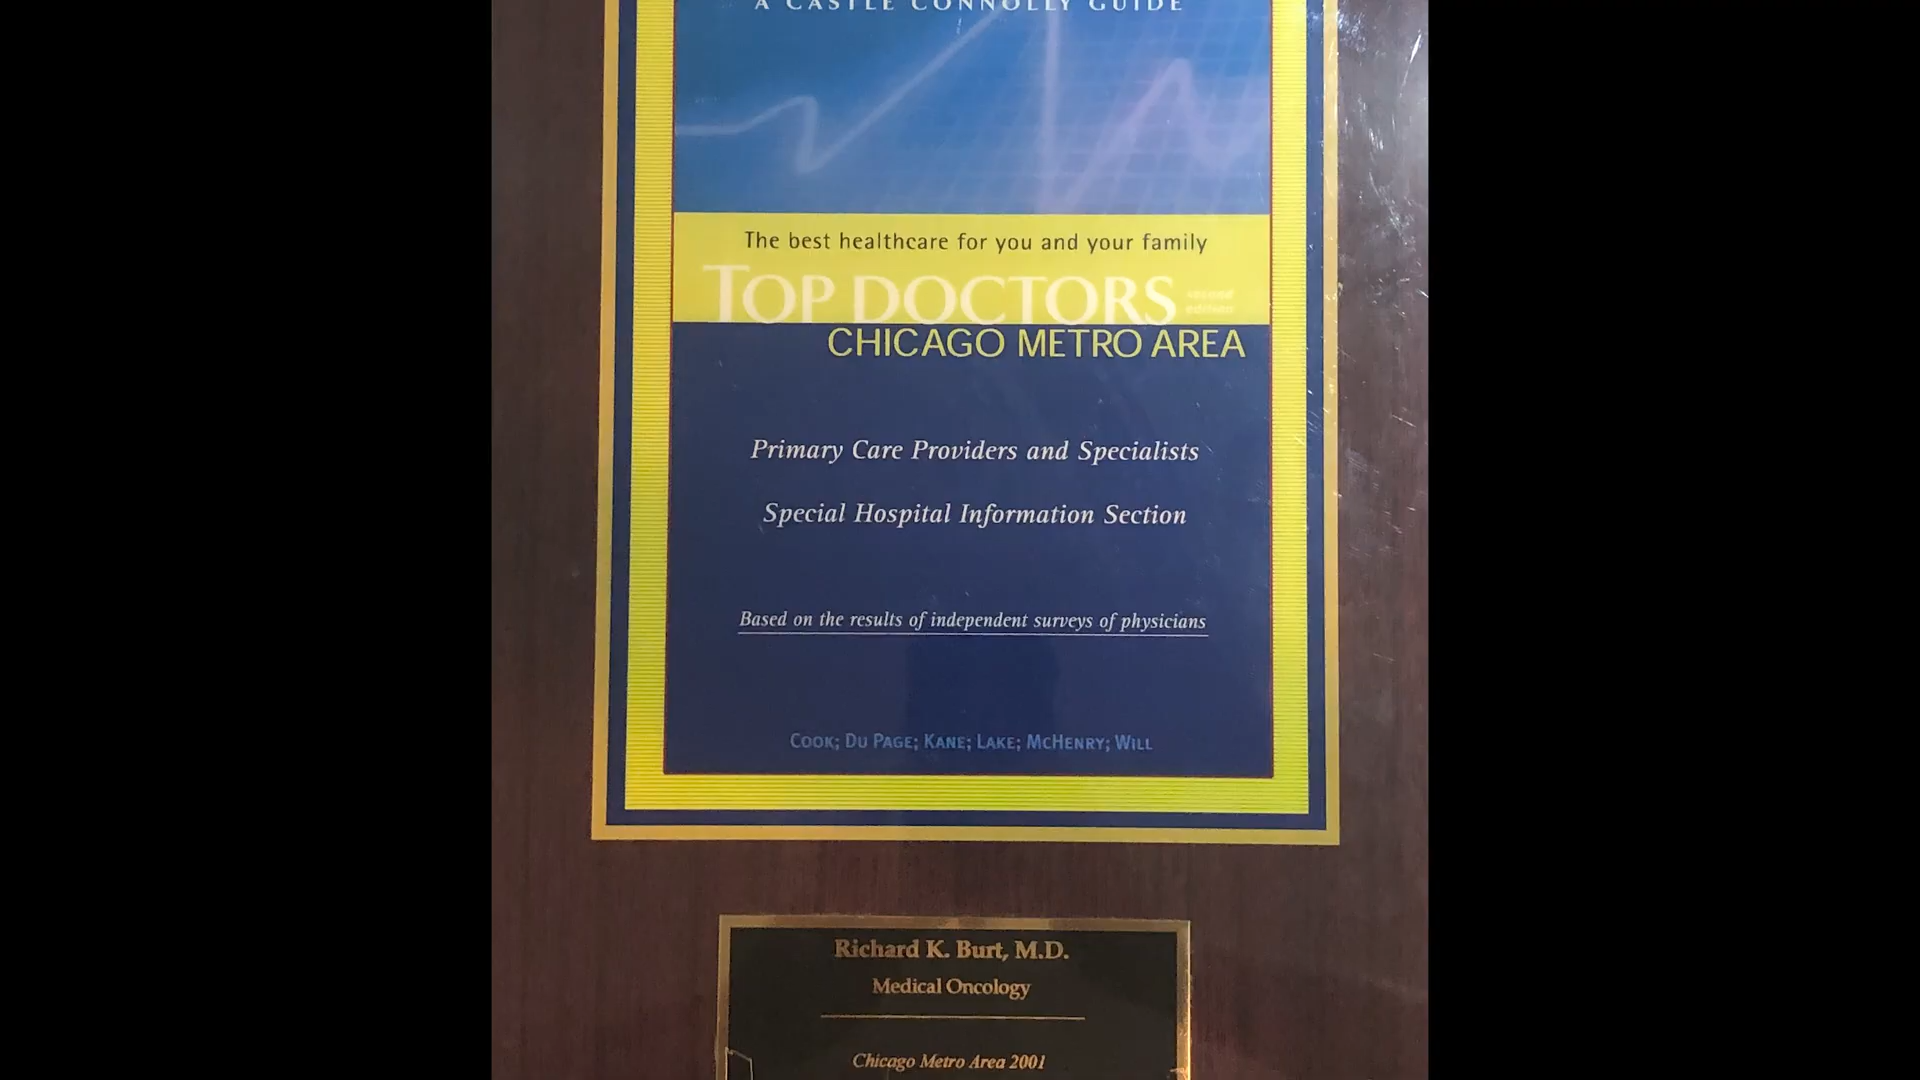 A CASTLE CONNOLLY GUIDE
The best healthcare for you and your family
TOP DOCTORS second edition
CHICAGO METRO AREA
Primary Care Providers and Specialists
Special Hospital Information Section
Based on the results of independent surveys of physicians
COOK; DU PAGE; KANE; LAKE; MCHENRY; WILL
Richard K. Burt, M.D.
Medical Oncology
Chicago Metro Area 2001